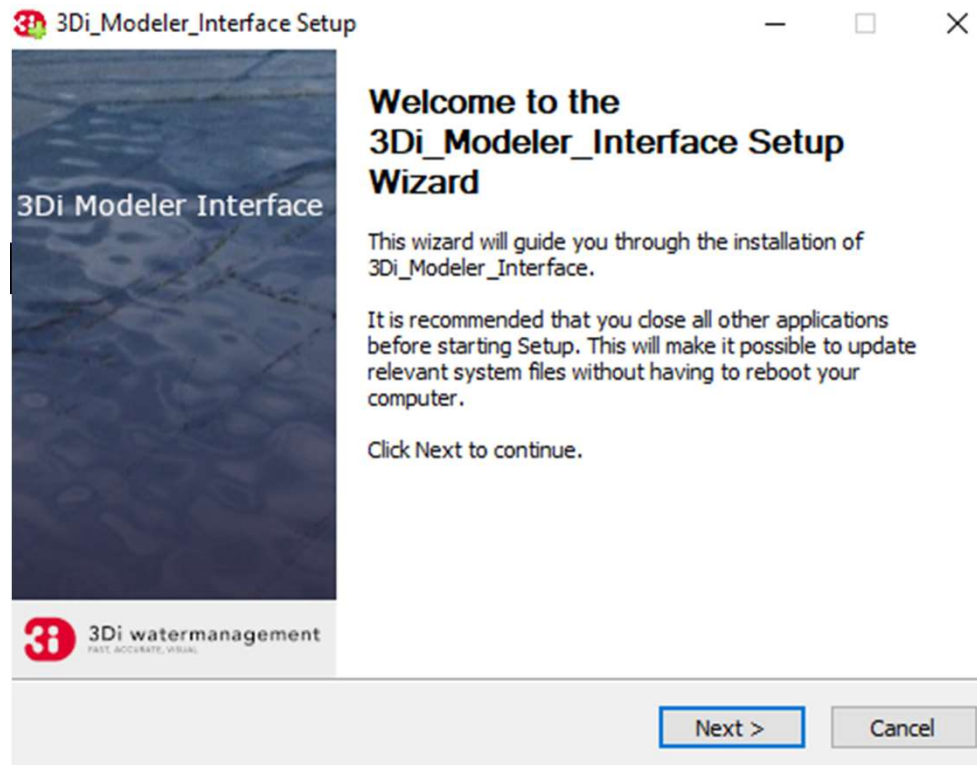 3Di_Modeler_Interface Setup
3Di Modeler Interface
Welcome to the
3Di_Modeler_Interface Setup
Wizard
This wizard will guide you through the installation of
3Di_Modeler_Interface.
It is recommended that you close all other applications
before starting Setup. This will make it possible to update
relevant system files without having to reboot your
computer.
Click Next to continue.
3i 3Di watermanagement
FAST, ACCURATE, VISUAL
Next >
Cancel